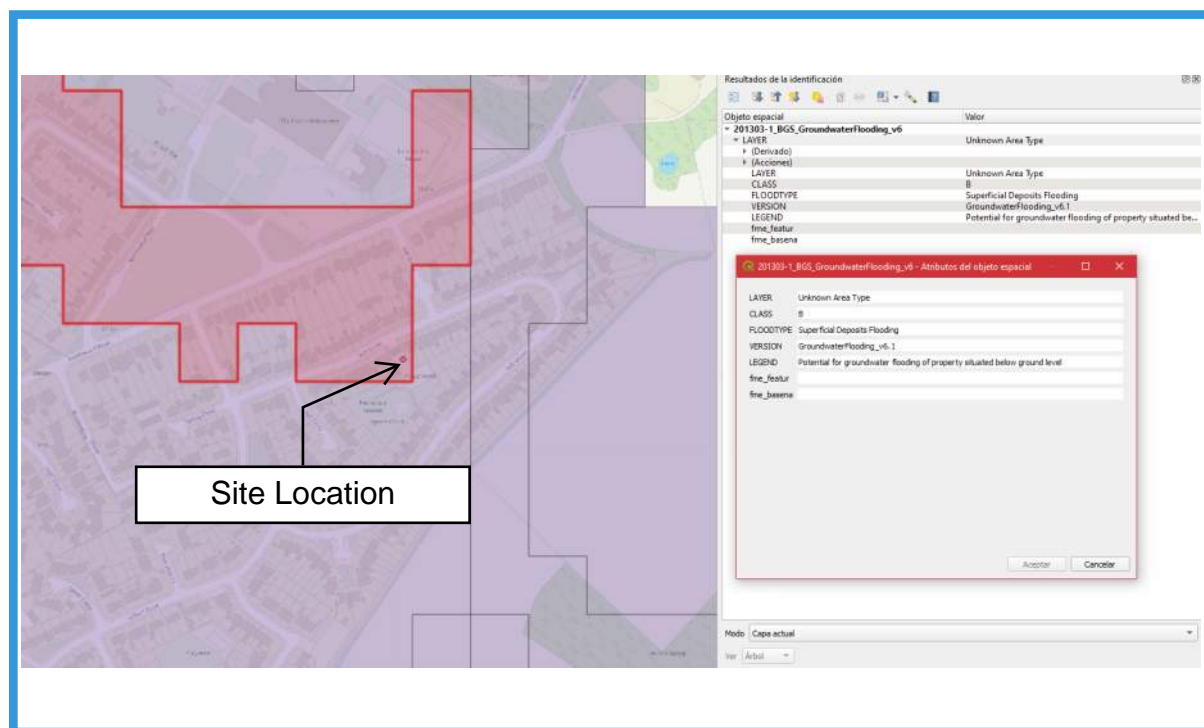 Resultados de la identificación
Objeto espacial Valor
201303-1_BGS_GroundwaterFlooding_v6
LAYER Unknown Area Type
(Derivado)
(Acciones)
LAYER Unknown Area Type
CLASS B
FLOODTYPE Superficial Deposits Flooding
VERSION GroundwaterFlooding_v6.1
LEGEND Potential for groundwater flooding of property situated be...
fme_featur
fme_basena
201303-1_BGS_GroundwaterFlooding_v6 - Atributos del objeto espacial
LAYER Unknown Area Type
CLASS B
FLOODTYPE Superficial Deposits Flooding
VERSION GroundwaterFlooding_v6.1
LEGEND Potential for groundwater flooding of property situated below ground level
fme_featur
fme_basena
Aceptar Cancelar
Site Location
Modo Capa actual
Ver Árbol